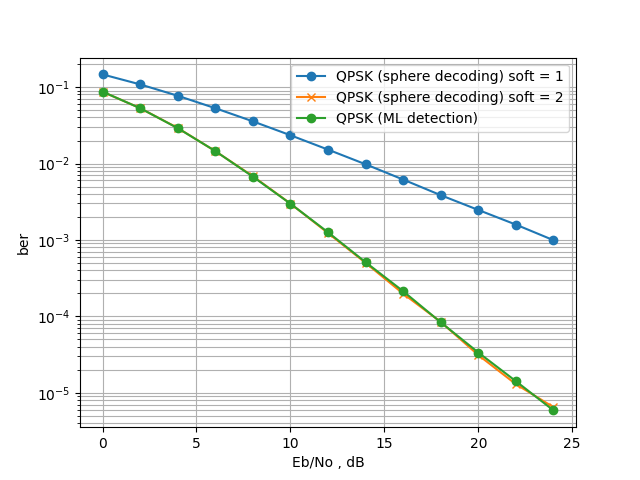 QPSK (sphere decoding) soft = 1
QPSK (sphere decoding) soft = 2
QPSK (ML detection)
10⁻¹
10⁻²
10⁻³
10⁻⁴
10⁻⁵
ber
0 5 10 15 20 25
Eb/No , dB